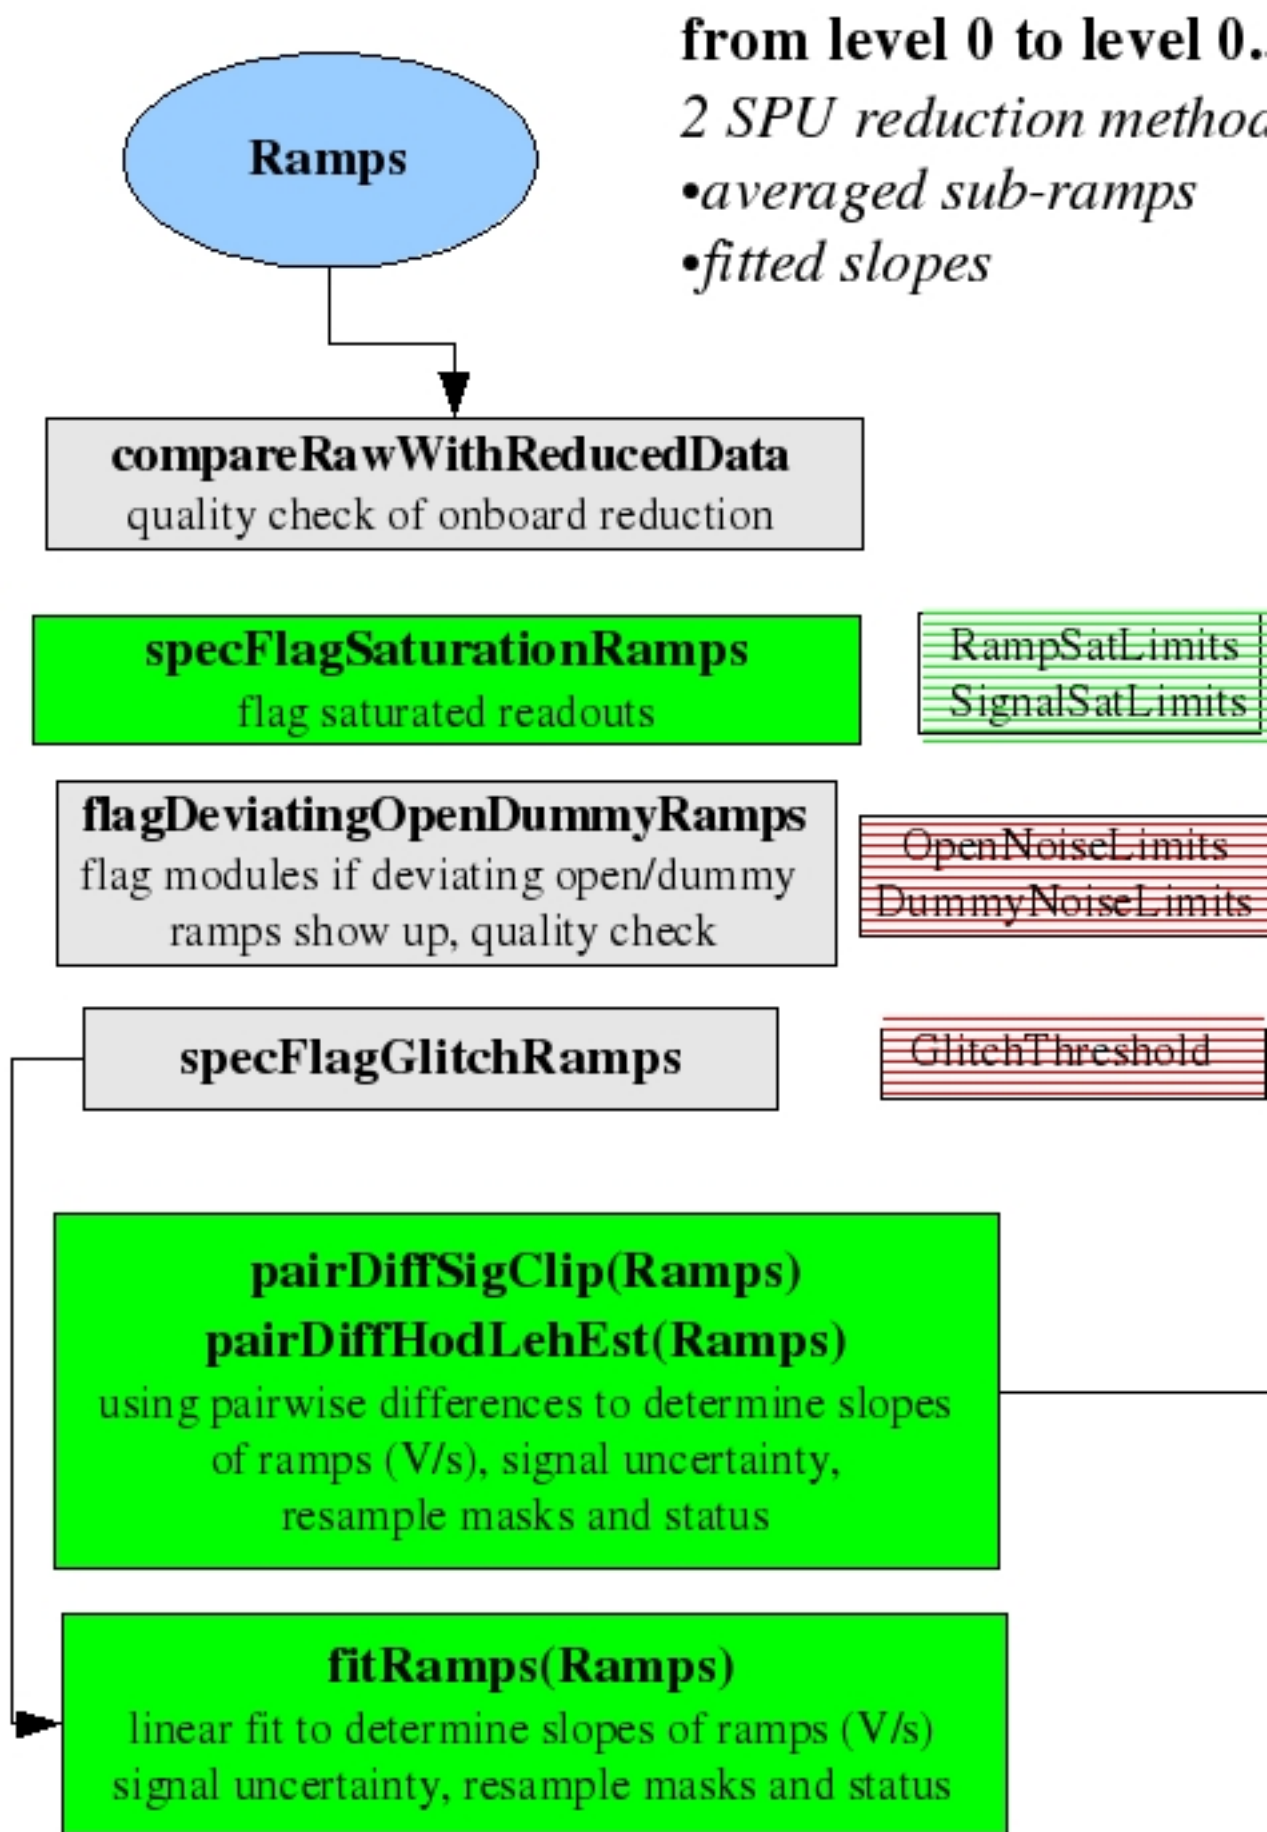 from level 0 to level 0.
2 SPU reduction method
•averaged sub-ramps
•fitted slopes
Ramps
compareRawWithReducedData
quality check of onboard reduction
specFlagSaturationRamps
flag saturated readouts
RampSatLimits
SignalSatLimits
flagDeviatingOpenDummyRamps
flag modules if deviating open/dummy
ramps show up, quality check
OpenNoiseLimits
DummyNoiseLimits
specFlagGlitchRamps
GlitchThreshold
pairDiffSigClip(Ramps)
pairDiffHodLehEst(Ramps)
using pairwise differences to determine slopes
of ramps (V/s), signal uncertainty,
resample masks and status
fitRamps(Ramps)
linear fit to determine slopes of ramps (V/s)
signal uncertainty, resample masks and status